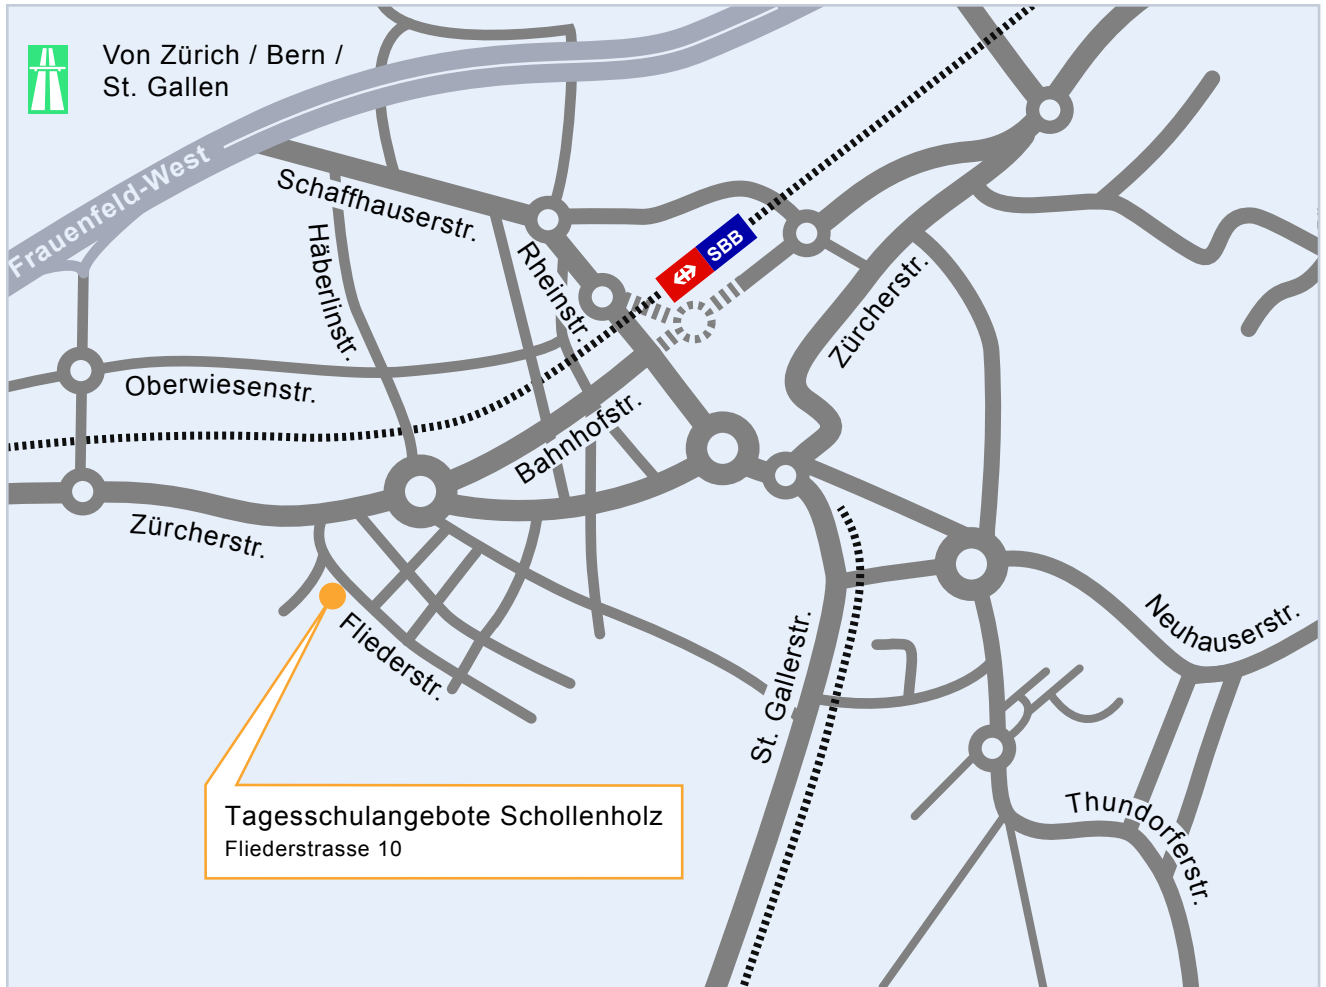 Von Zürich / Bern /
St. Gallen
Frauenfeld-West
Schaffhauserstr.
Häberlinstr.
Rheinstr.
SBB
Zürcherstr.
Oberwiesenstr.
Bahnhofstr.
Zürcherstr.
Fliederstr.
St. Gallerstr.
Neuhauserstr.
Thundorferstr.
Tagesschulangebote Schollenholz
Fliederstrasse 10